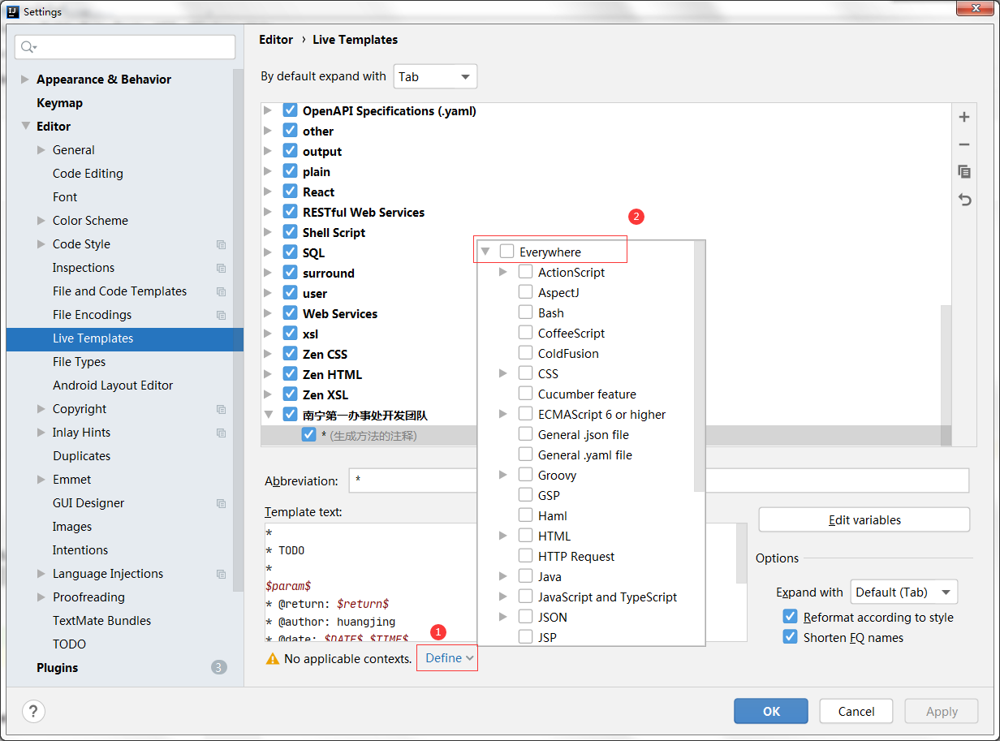 Settings
Editor › Live Templates
By default expand with Tab
Appearance & Behavior
Keymap
Editor
General
Code Editing
Font
Color Scheme
Code Style
Inspections
File and Code Templates
File Encodings
Live Templates
File Types
Android Layout Editor
Copyright
Inlay Hints
Duplicates
Emmet
GUI Designer
Images
Intentions
Language Injections
Proofreading
TextMate Bundles
TODO
Plugins 3
OpenAPI Specifications (.yaml)
other
output
plain
React
RESTful Web Services
Shell Script
SQL
surround
user
Web Services
xsl
Zen CSS
Zen HTML
Zen XSL
南宁第一办事处开发团队
* (生成方法的注释)
2
Everywhere
ActionScript
AspectJ
Bash
CoffeeScript
ColdFusion
CSS
Cucumber feature
ECMAScript 6 or higher
General .json file
General .yaml file
Groovy
GSP
Haml
HTML
HTTP Request
Java
JavaScript and TypeScript
JSON
JSP
Abbreviation: *
Template text:
*
* TODO
*
$param$
* @return: $return$
* @author: huangjing
* @date: $DATE$ $TIME$
1
No applicable contexts. Define
Edit variables
Options
Expand with Default (Tab)
Reformat according to style
Shorten FQ names
?
OK
Cancel
Apply